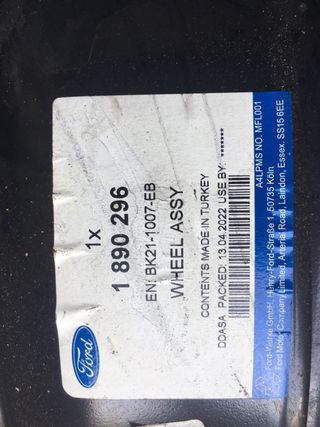 Ford
1x
1 890 296
EN: BK21-1007-EB
WHEEL ASSY
CONTENTS MADE IN TURKEY
DDASA PACKED: 13.04.2022 USE BY: *******
A4LPMS NO. MFL001
Ford-Werke GmbH, Henry-Ford-Straße 1, 50735 Köln
Ford Motor Company Limited, Arterial Road, Laindon, Essex. SS15 6EE